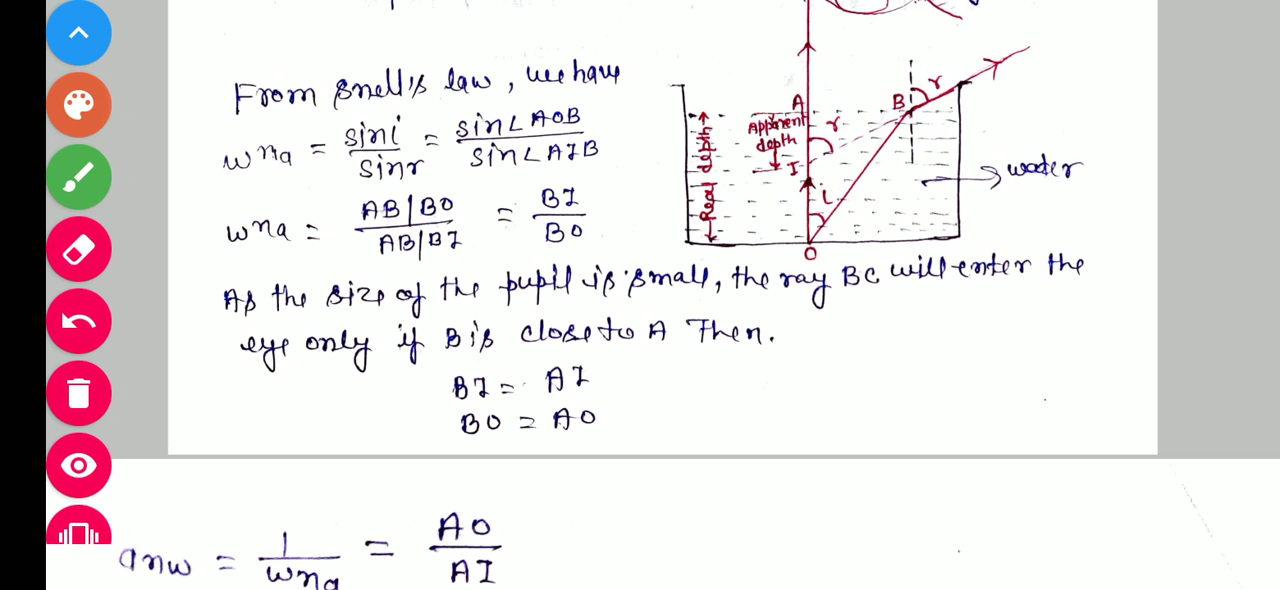 From snell's law, we have
wna = sini/sinr = sin∠AOB/sin∠AIB
wna = AB/BO / AB/BI = BI/BO
As the size of the pupil is small, the ray BC will enter the
eye only if B is close to A Then.
BI = AI
BO = AO
anw = 1/wna = AO/AI
A
B
r
Apparent
depth
r
I
Real depth
i
O
water